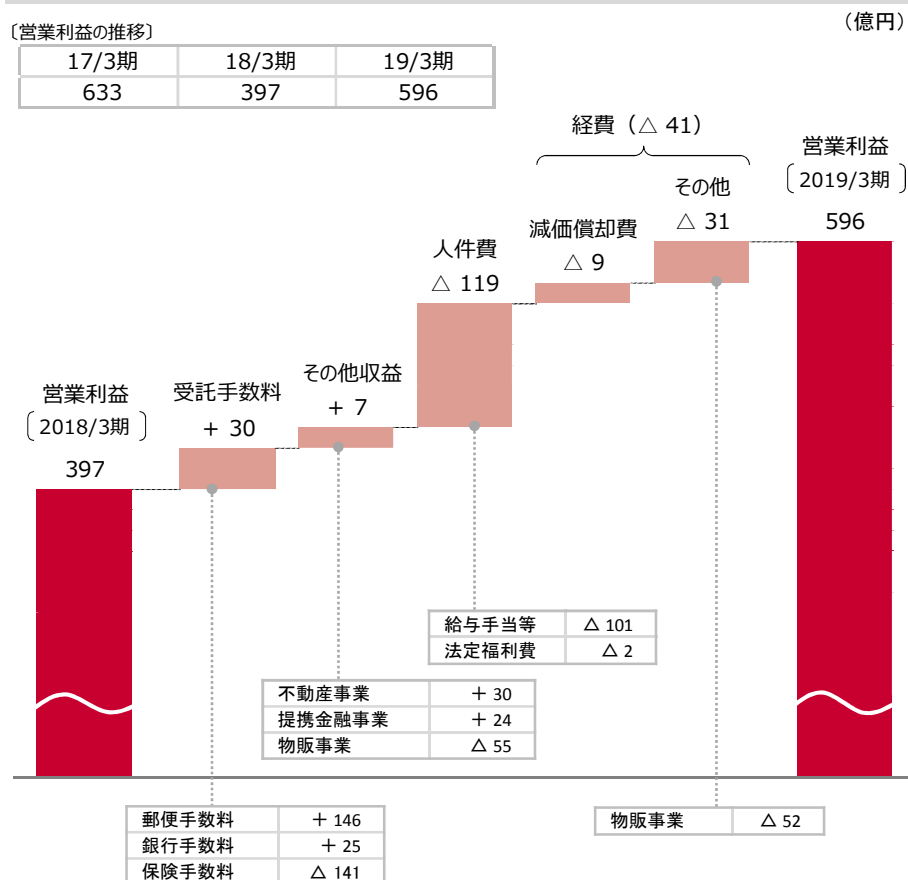 （億円）
〔営業利益の推移〕
17/3期 18/3期 19/3期
633 397 596
経費（△ 41）
営業利益
〔2019/3期〕
596
その他
△ 31
減価償却費
△ 9
人件費
△ 119
その他収益
＋ 7
受託手数料
＋ 30
営業利益
〔2018/3期〕
397
給与手当等 △ 101
法定福利費 △ 2
不動産事業 ＋ 30
提携金融事業 ＋ 24
物販事業 △ 55
郵便手数料 ＋ 146
銀行手数料 ＋ 25
保険手数料 △ 141
物販事業 △ 52